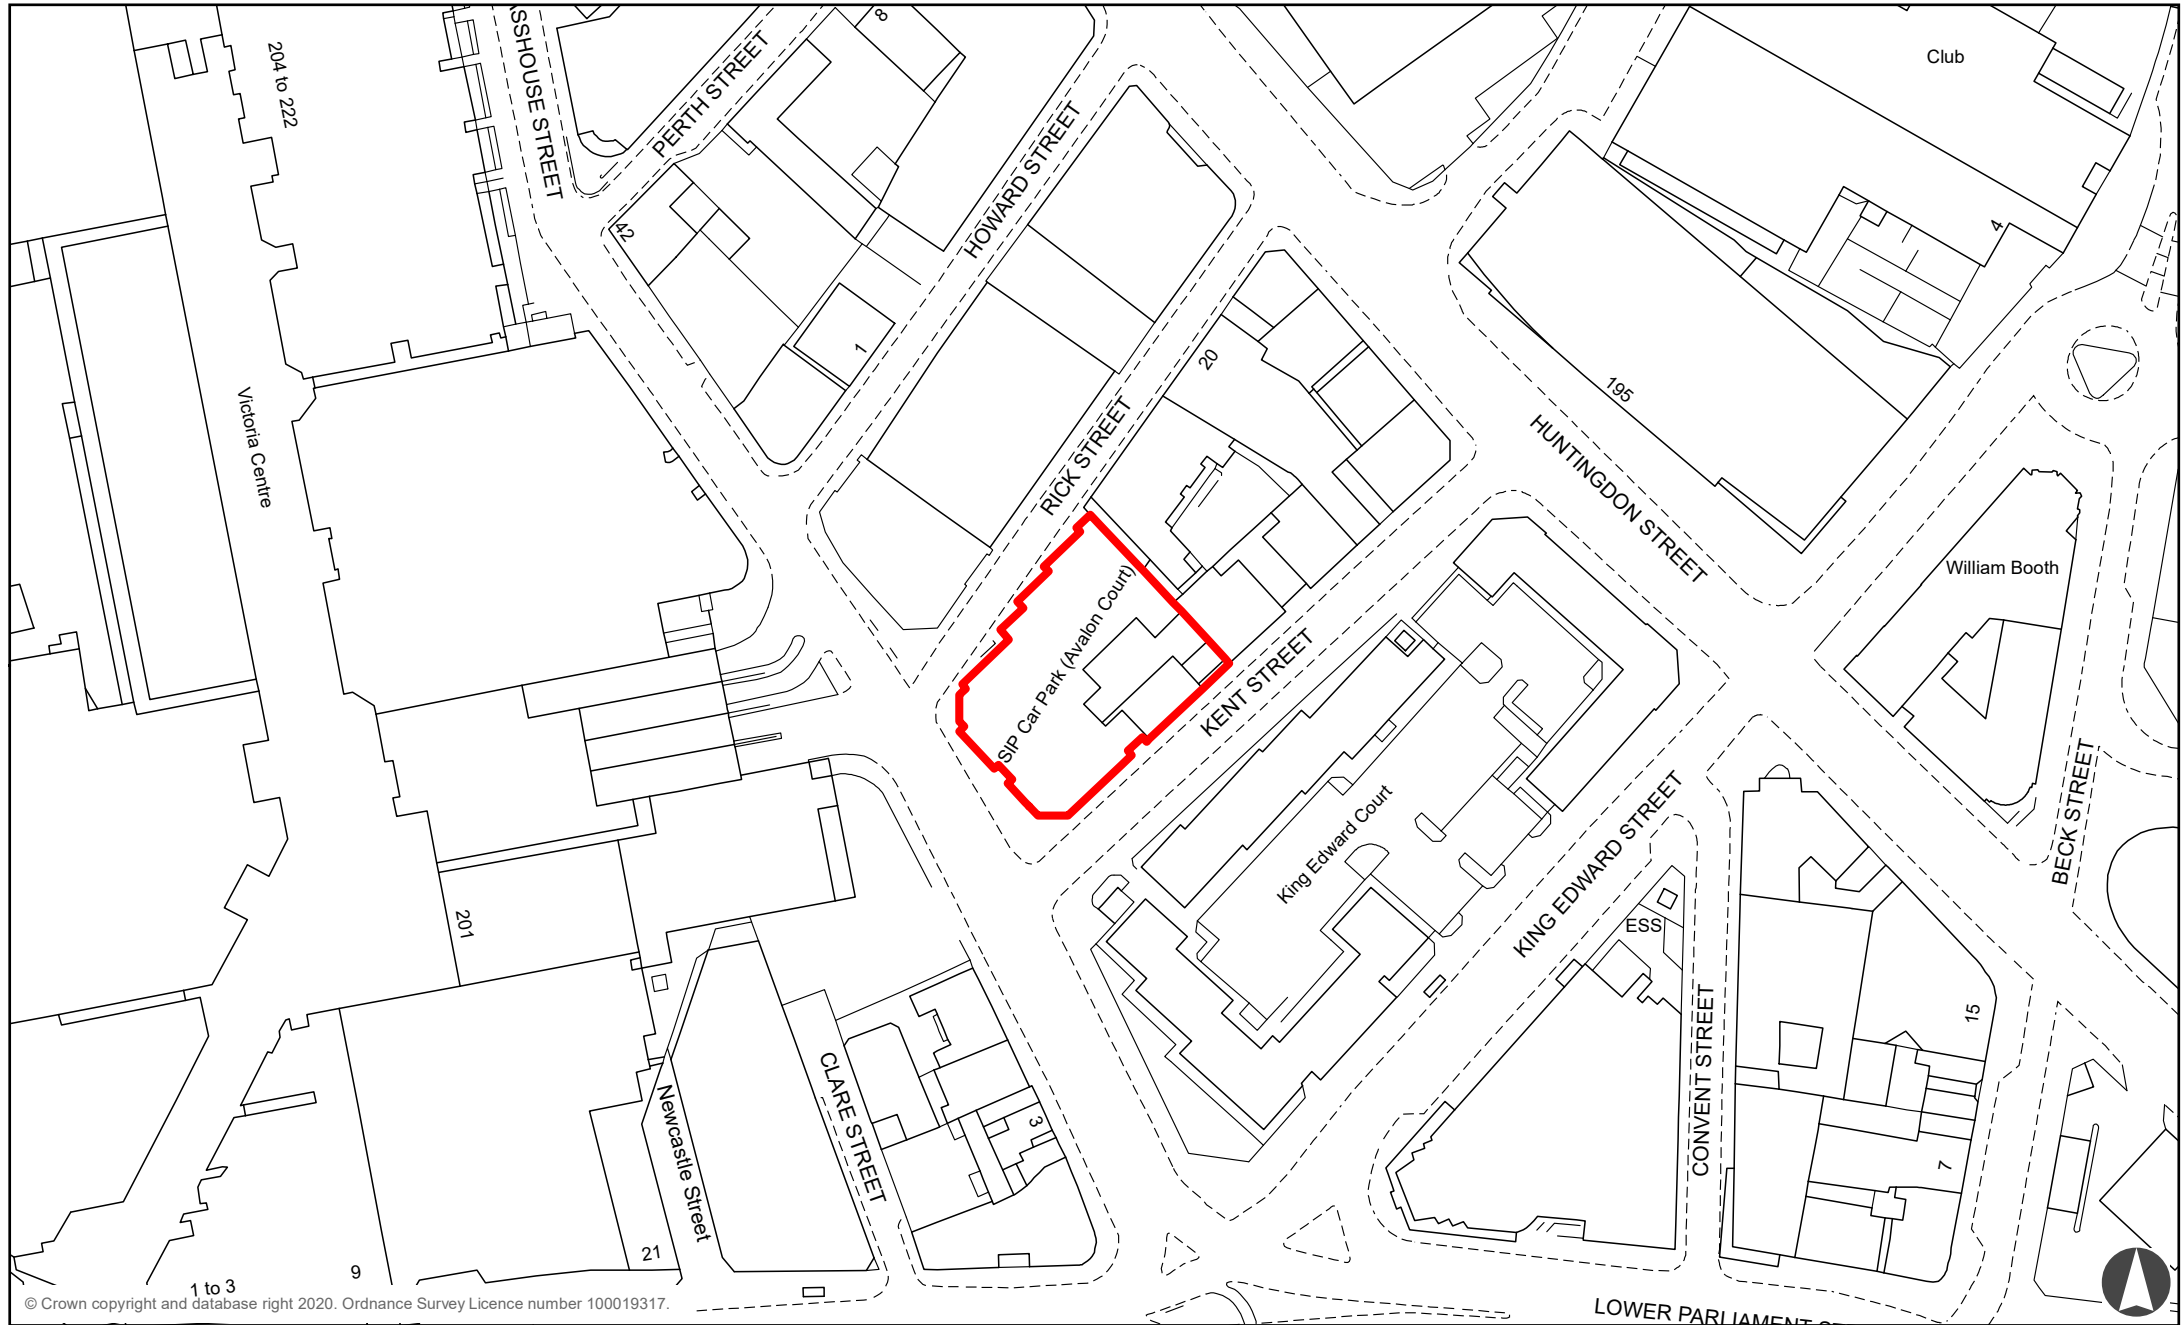 204 to 222
SSHOUSE STREET
PERTH STREET
8
Club
HOWARD STREET
42
4
1
20
195
Victoria Centre
RICK STREET
HUNTINGDON STREET
William Booth
SIP Car Park (Avalon Court)
KENT STREET
King Edward Court
KING EDWARD STREET
BECK STREET
201
ESS
CONVENT STREET
15
CLARE STREET
Newcastle Street
3
7
21
9
1 to 3
© Crown copyright and database right 2020. Ordnance Survey Licence number 100019317.
LOWER PARLIAMENT